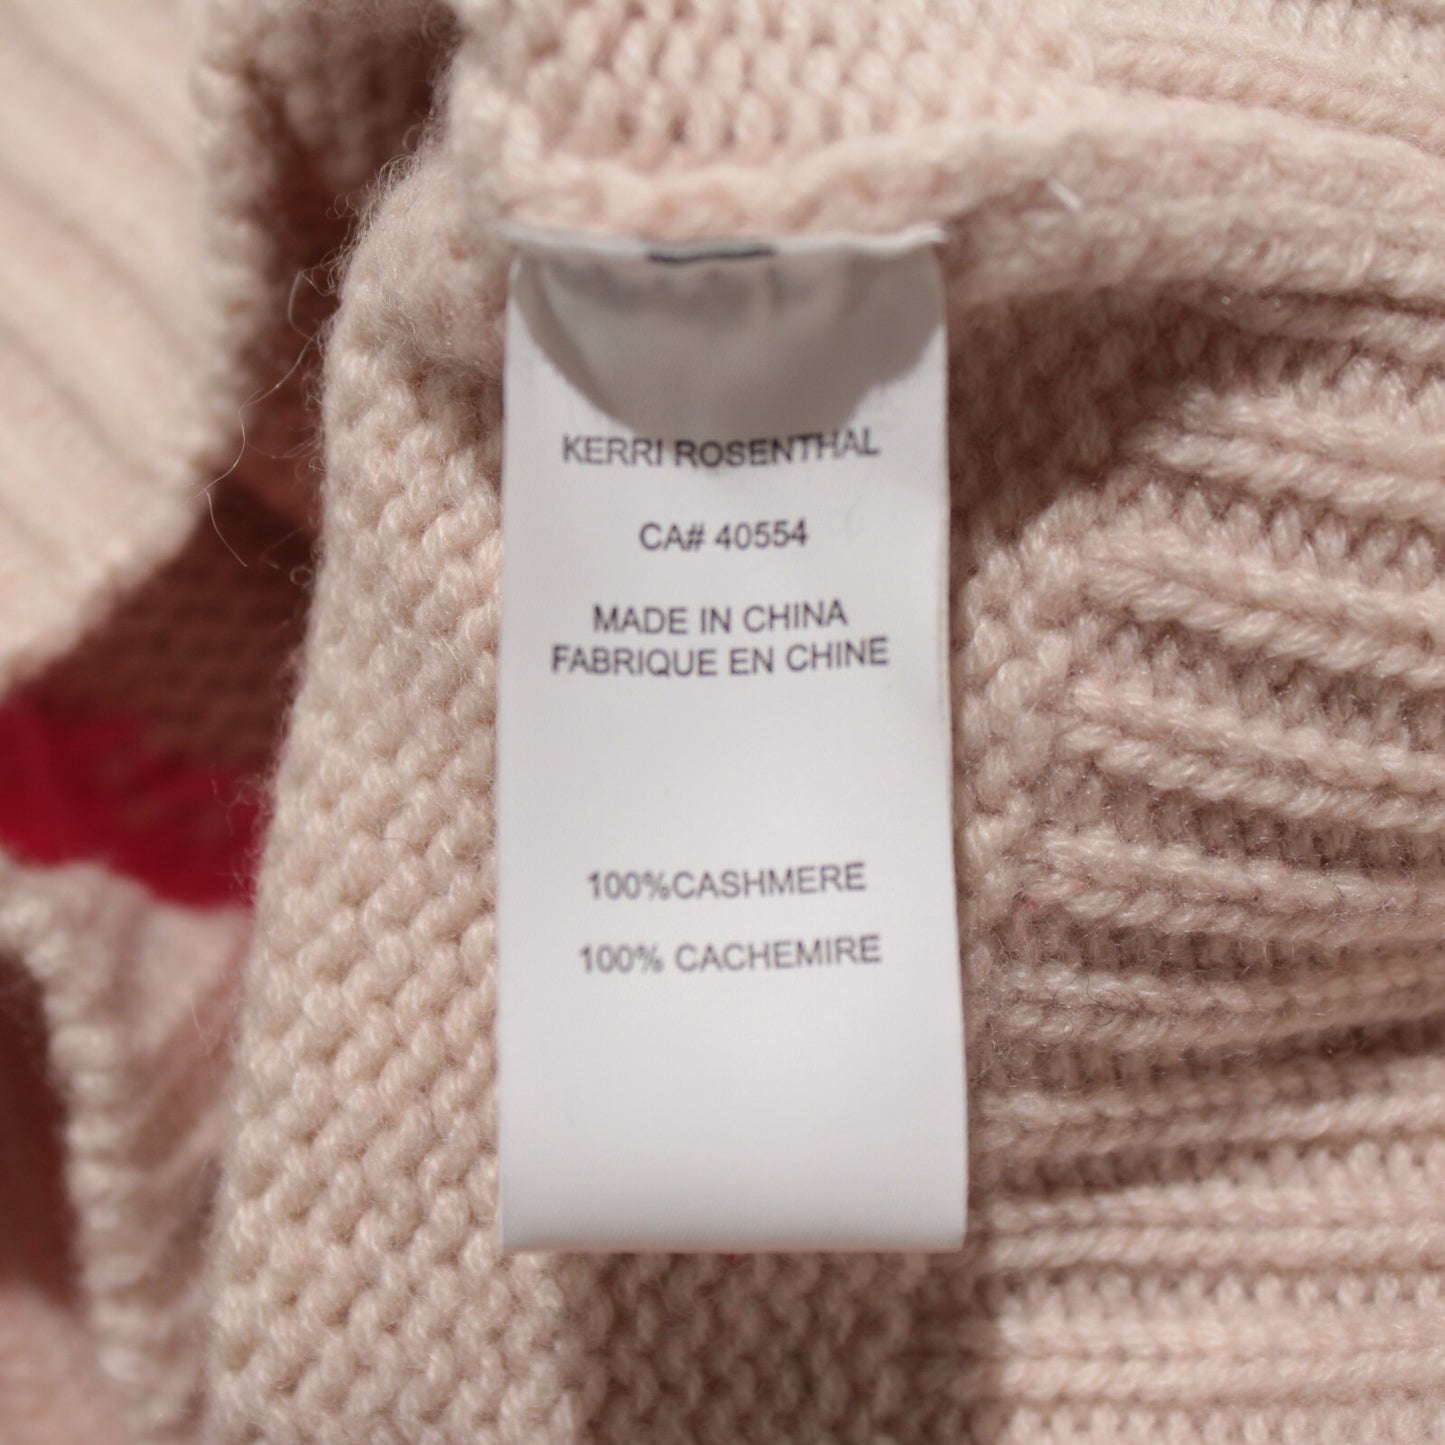 KERRI ROSENTHAL
CA# 40554
MADE IN CHINA
FABRIQUE EN CHINE
100%CASHMERE
100% CACHEMIRE